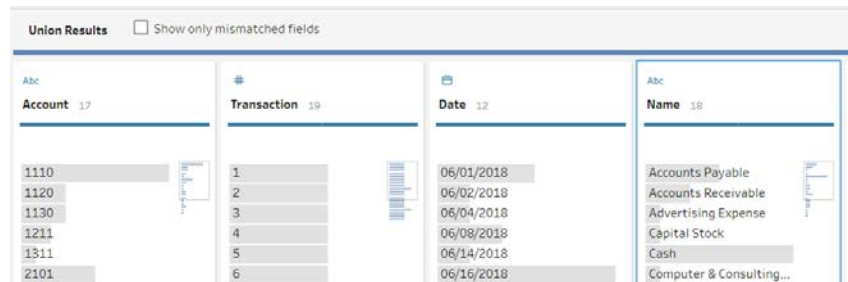 Union Results Show only mismatched fields
Abc # Abc
Account 17 Transaction 19 Date 12 Name 18
1110 1 06/01/2018 Accounts Payable
1120 2 06/02/2018 Accounts Receivable
1130 3 06/04/2018 Advertising Expense
1211 4 06/08/2018 Capital Stock
1311 5 06/14/2018 Cash
2101 6 06/16/2018 Computer & Consulting...